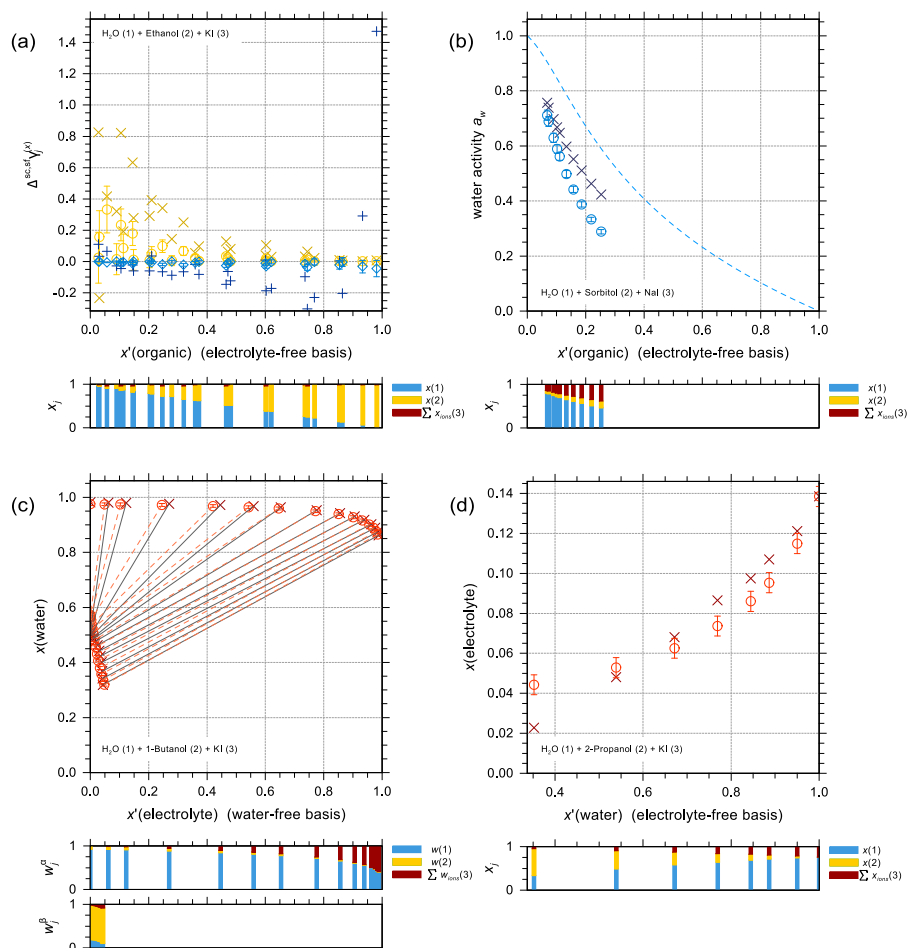 (a)
H₂O (1) + Ethanol (2) + KI (3)
1.4
1.2
1.0
0.8
0.6
0.4
0.2
0.0
-0.2
Δ^sc,sf γ_j^(x)
0.0 0.2 0.4 0.6 0.8 1.0
x'(organic) (electrolyte-free basis)
1
0
x_j
x(1)
x(2)
∑ x_ions(3)
(b)
1.0
0.8
0.6
0.4
0.2
0.0
water activity a_w
H₂O (1) + Sorbitol (2) + NaI (3)
0.0 0.2 0.4 0.6 0.8 1.0
x'(organic) (electrolyte-free basis)
1
0
x_j
x(1)
x(2)
∑ x_ions(3)
(c)
1.0
0.8
0.6
0.4
0.2
0.0
x(water)
H₂O (1) + 1-Butanol (2) + KI (3)
0.0 0.2 0.4 0.6 0.8 1.0
x'(electrolyte) (water-free basis)
1
0
w_j^α
w(1)
w(2)
∑ w_ions(3)
1
0
w_j^β
(d)
0.14
0.12
0.10
0.08
0.06
0.04
0.02
0.00
x(electrolyte)
H₂O (1) + 2-Propanol (2) + KI (3)
0.4 0.6 0.8 1.0
x'(water) (electrolyte-free basis)
1
0
x_j
x(1)
x(2)
∑ x_ions(3)